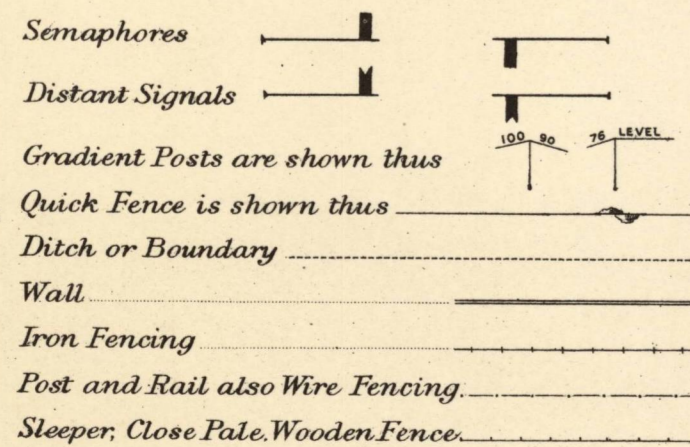 Semaphores
Distant Signals
Gradient Posts are shown thus 100 90 76 LEVEL
Quick Fence is shown thus
Ditch or Boundary
Wall
Iron Fencing
Post and Rail also Wire Fencing.
Sleeper, Close Pale, Wooden Fence